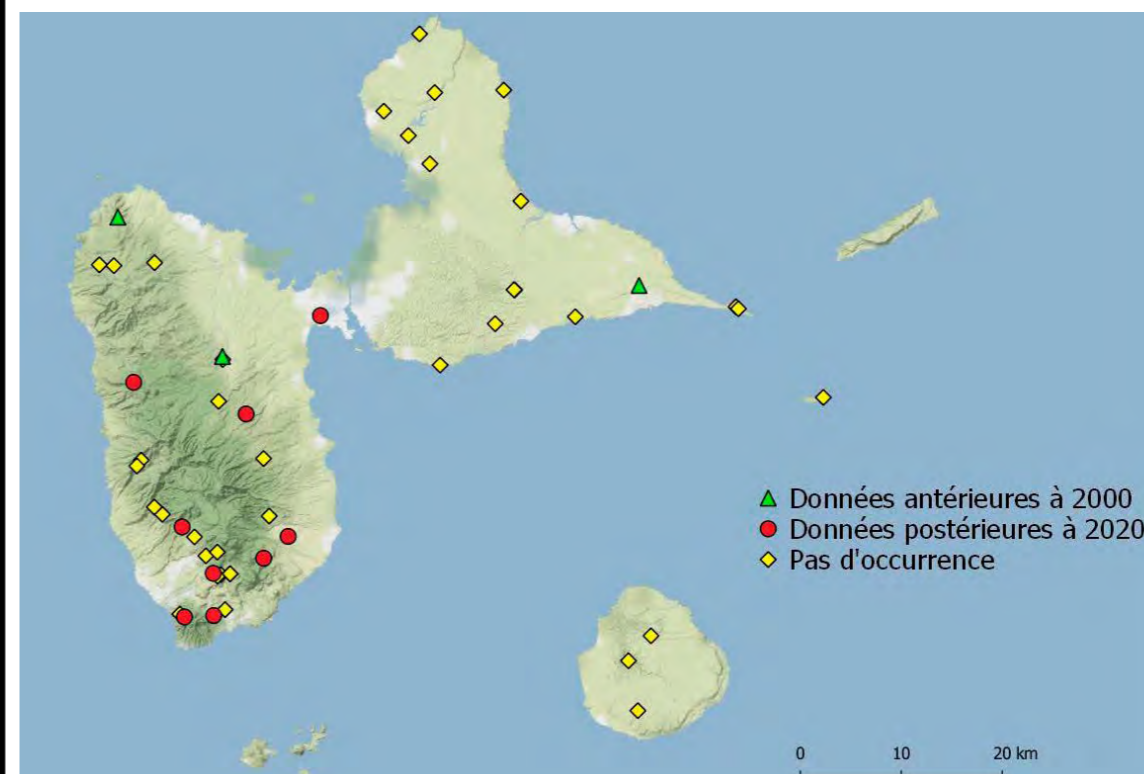 Données antérieures à 2000
Données postérieures à 2020
Pas d'occurrence
0 10 20 km